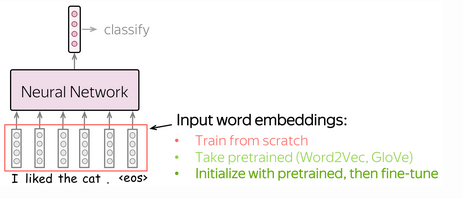 classify
Neural Network
Input word embeddings:
• Train from scratch
• Take pretrained (Word2Vec, GloVe)
• Initialize with pretrained, then fine-tune
I liked the cat . <eos>